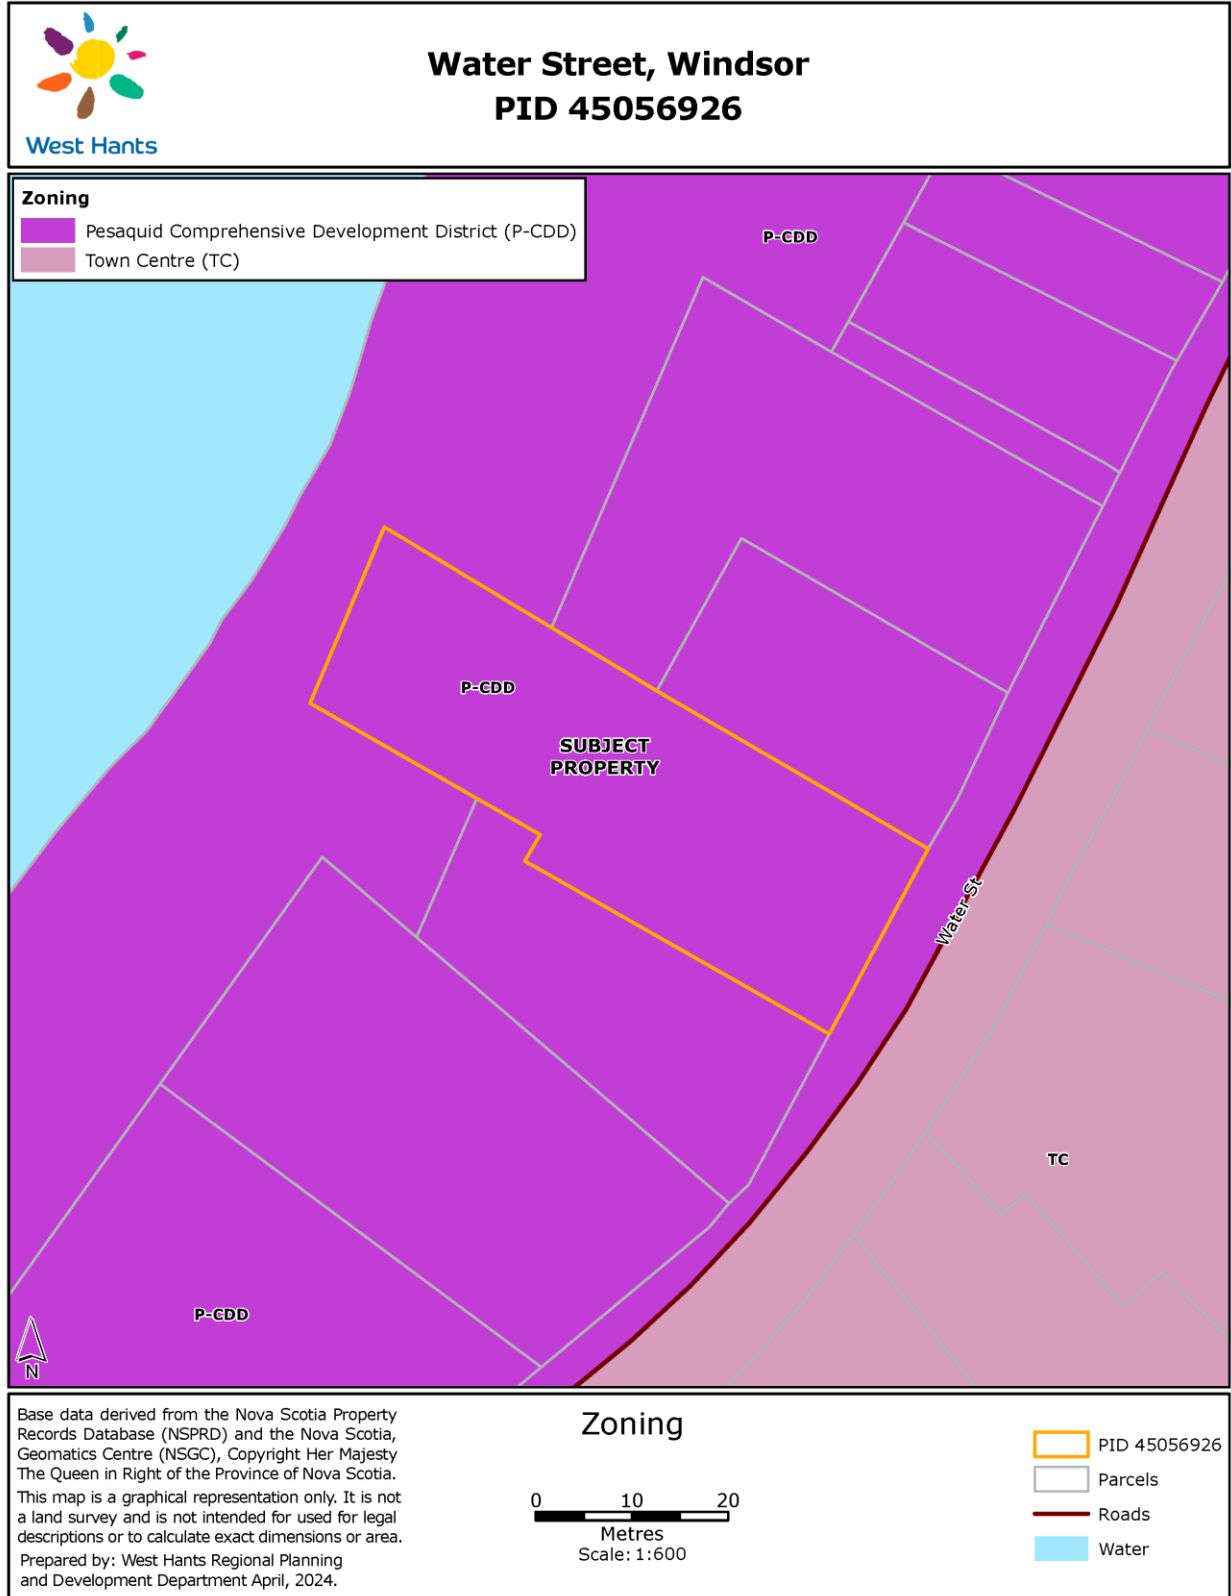 West Hants
Water Street, Windsor
PID 45056926
Zoning
Pesaquid Comprehensive Development District (P-CDD)
Town Centre (TC)
P-CDD
P-CDD
SUBJECT
PROPERTY
Water St
TC
P-CDD
N
Base data derived from the Nova Scotia Property
Records Database (NSPRD) and the Nova Scotia,
Geomatics Centre (NSGC), Copyright Her Majesty
The Queen in Right of the Province of Nova Scotia.
This map is a graphical representation only. It is not
a land survey and is not intended for used for legal
descriptions or to calculate exact dimensions or area.
Prepared by: West Hants Regional Planning
and Development Department April, 2024.
Zoning
0 10 20
Metres
Scale: 1:600
PID 45056926
Parcels
Roads
Water